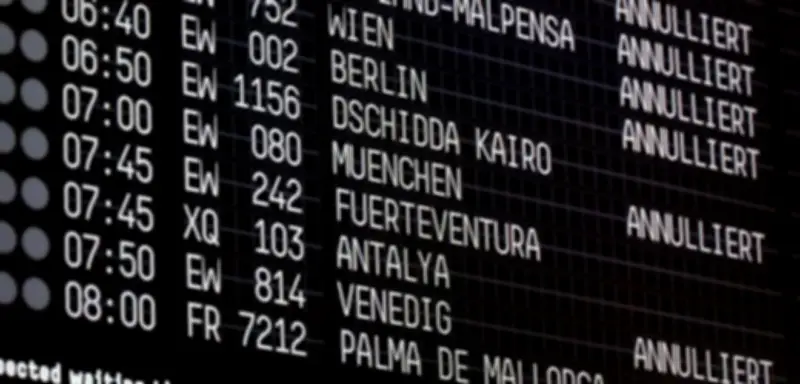 ANNULLIERT
752 WIEN ANNULLIERT
06:40 EW 002 BERLIN ANNULLIERT
06:50 EW 1156 DSCHIDDA KAIRO
07:00 EW 080 MUENCHEN ANNULLIERT
07:45 EW 242 FUERTEVENTURA
07:45 XQ 103 ANTALYA
07:50 EW 814 VENEDIG ANNULLIERT
08:00 FR 7212 PALMA DE MALLORCA
-MALPENSA ANNULLIERT
waiting